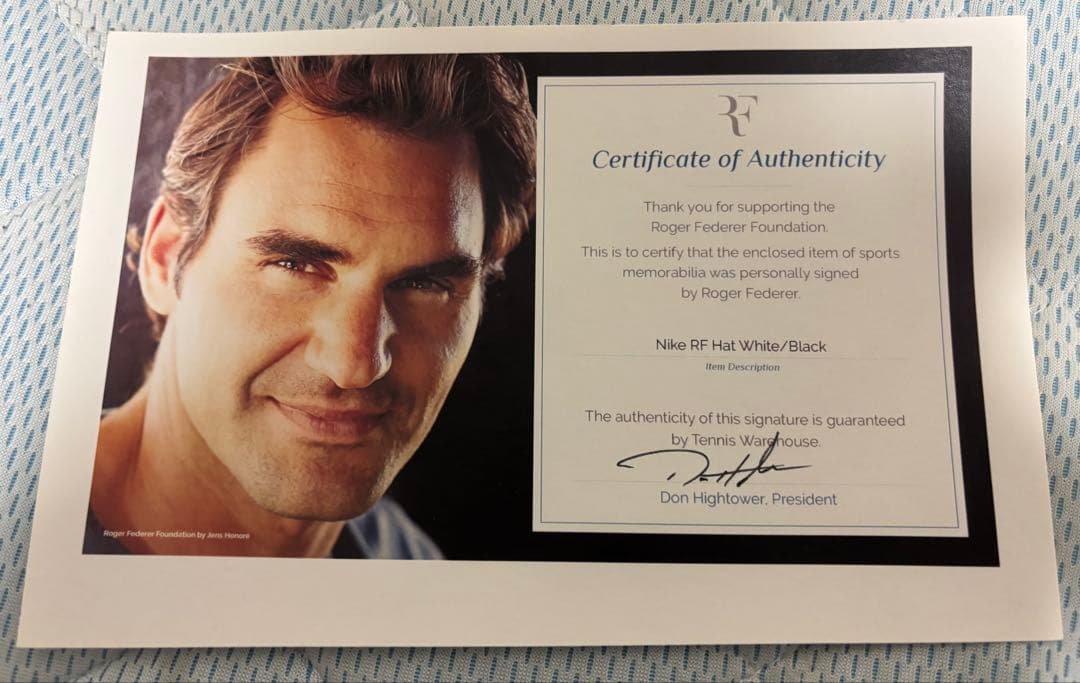 RF
Certificate of Authenticity
Thank you for supporting the
Roger Federer Foundation.
This is to certify that the enclosed item of sports
memorabilia was personally signed
by Roger Federer.
Nike RF Hat White/Black
Item Description
The authenticity of this signature is guaranteed
by Tennis Warehouse.
Don Hightower, President
Roger Federer Foundation by Jens Honoré